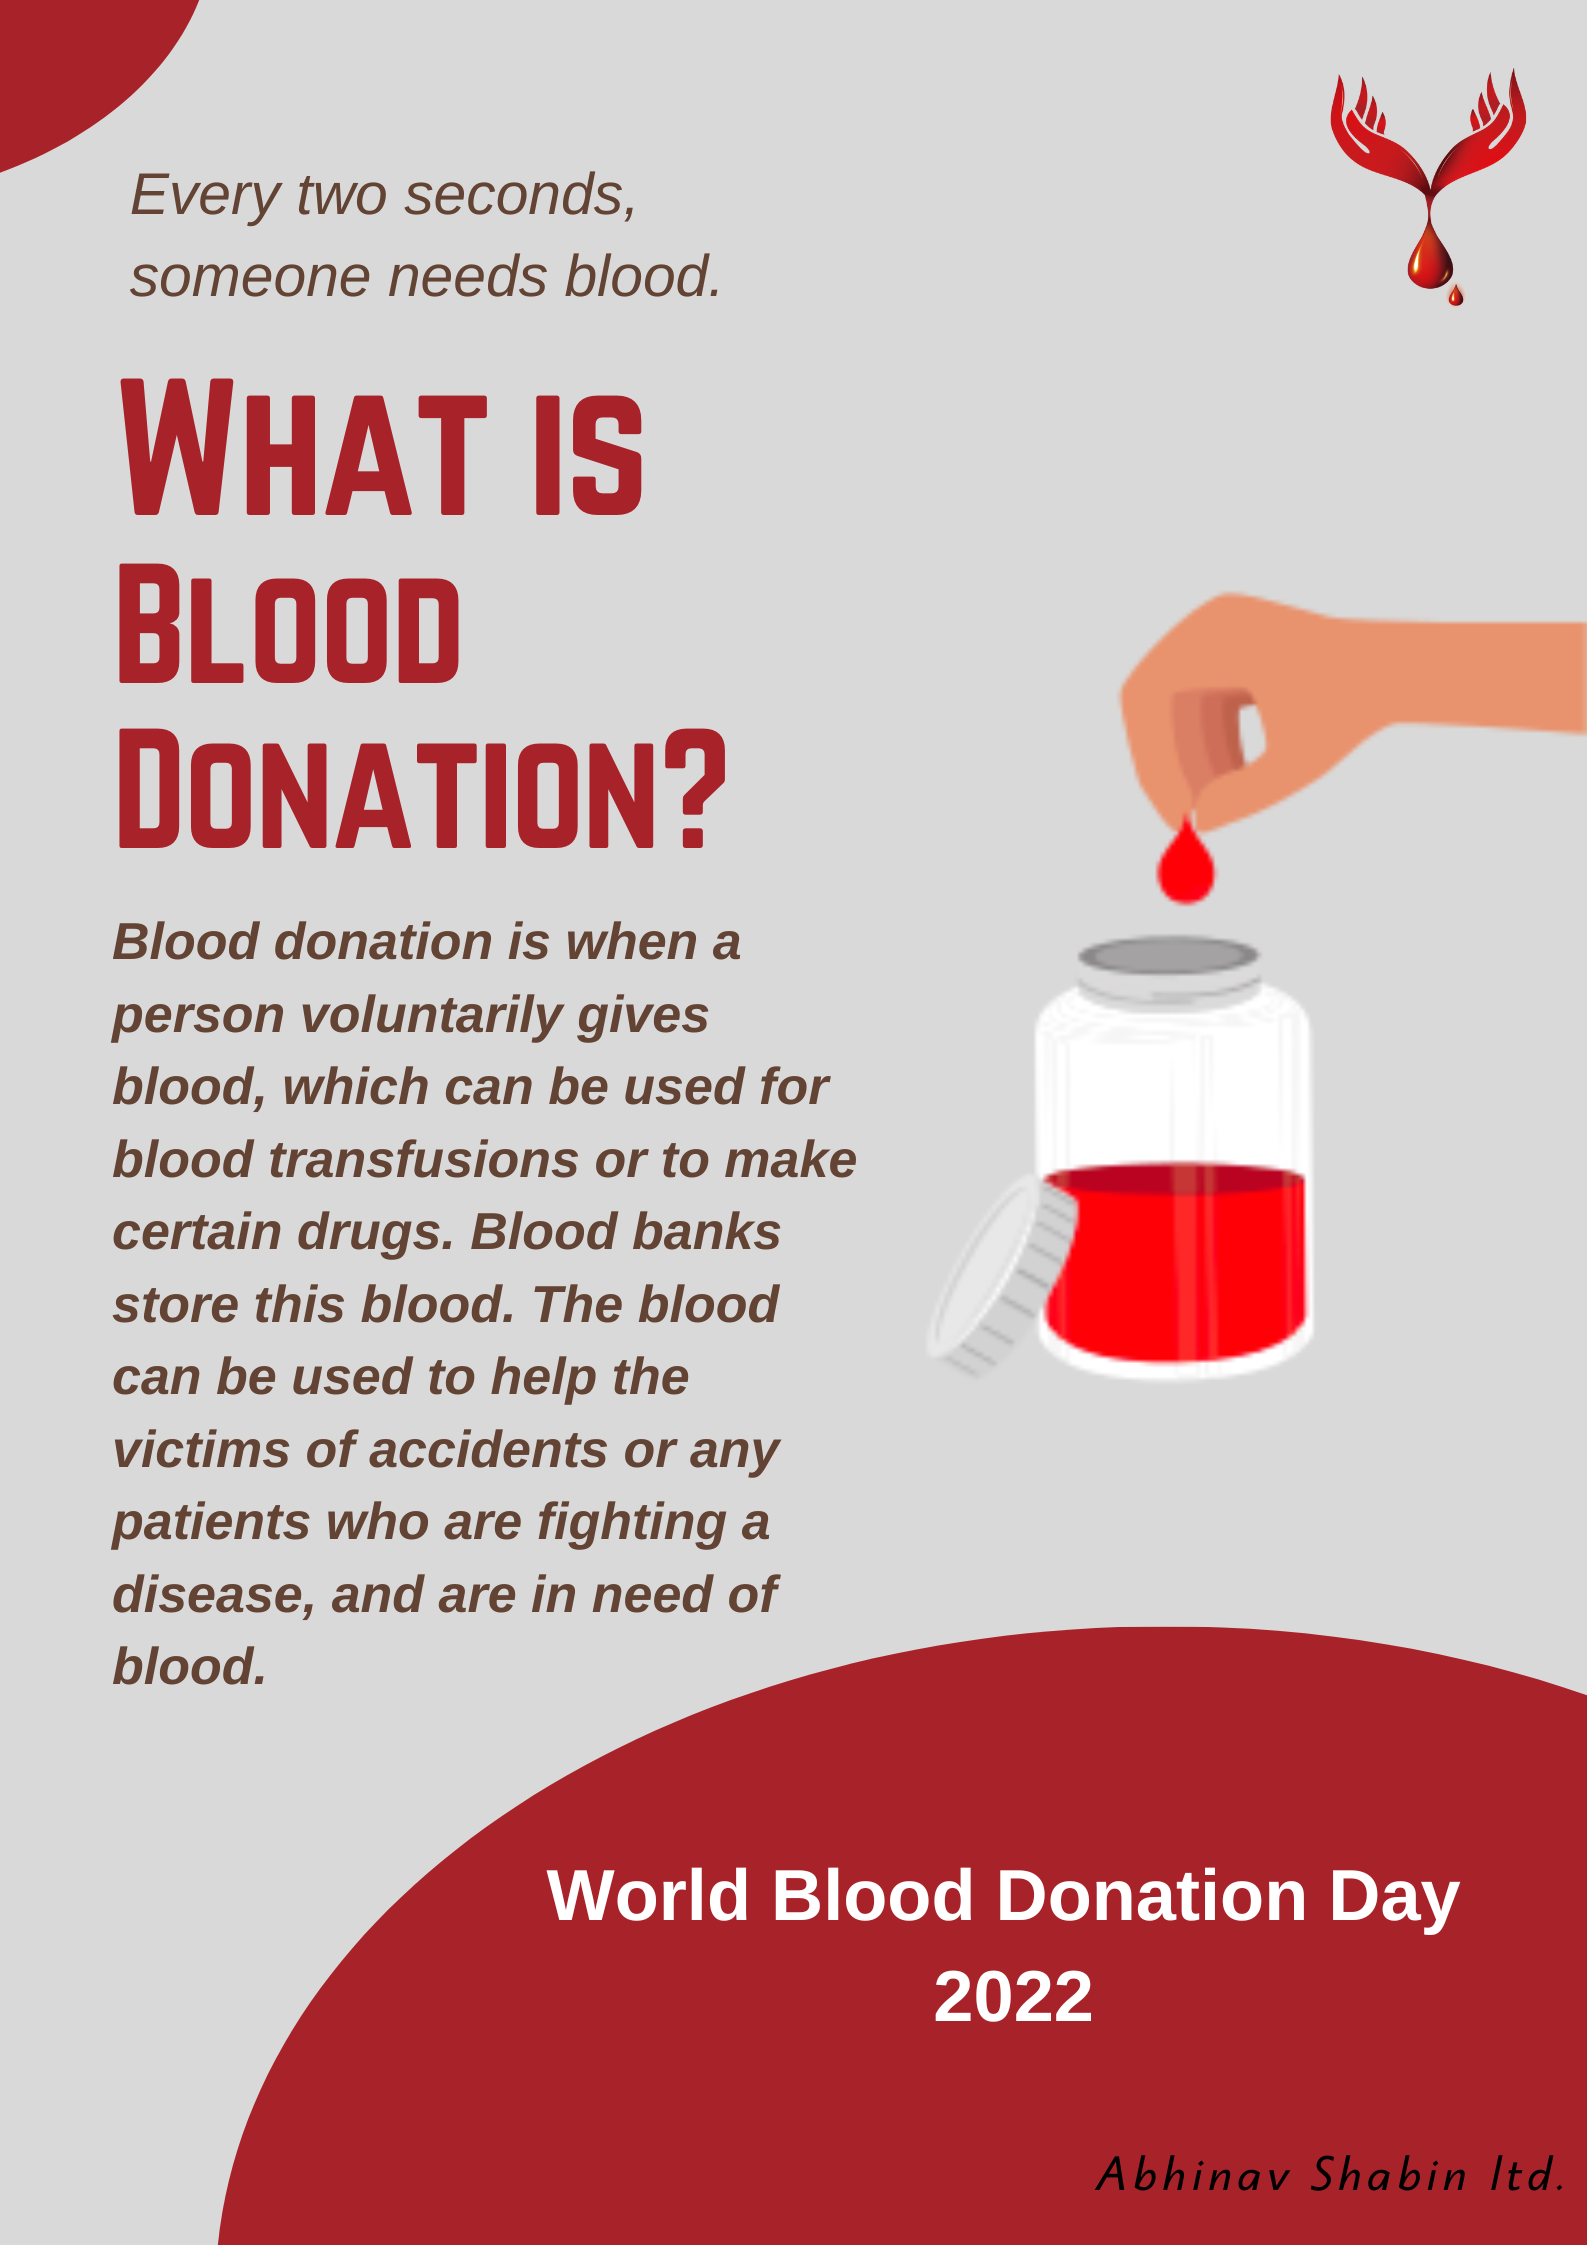 Every two seconds,
someone needs blood.
What is
Blood
Donation?
Blood donation is when a
person voluntarily gives
blood, which can be used for
blood transfusions or to make
certain drugs. Blood banks
store this blood. The blood
can be used to help the
victims of accidents or any
patients who are fighting a
disease, and are in need of
blood.
World Blood Donation Day
2022
Abhinav Shabin ltd.